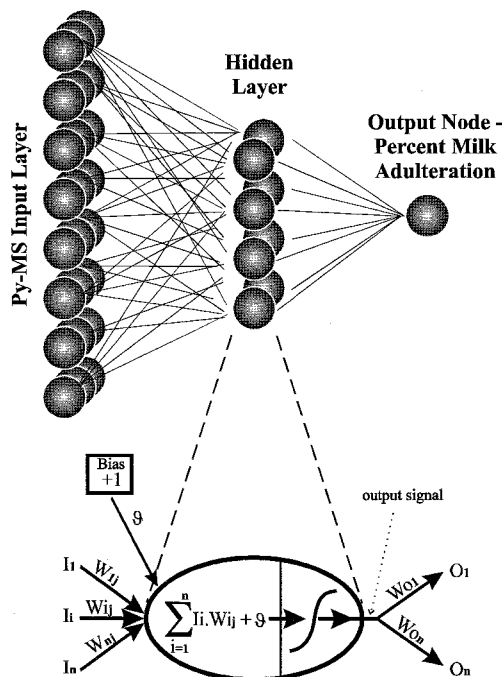 Py-MS Input Layer
Hidden
Layer
Output Node -
Percent Milk
Adulteration
Bias
+1
ϑ
output signal
I1
W1j
Ii
Wij
In
Wnj
n
∑ Ii.Wij + ϑ
i=1
WO1
O1
WOn
On